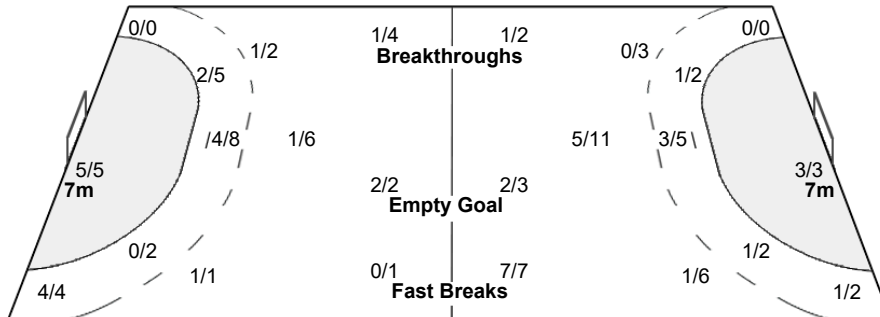 0/0 1/4 1/2 0/0
1/2 Breakthroughs 0/3
2/5 1/2
4/8 1/6 5/11 3/5
5/5 3/3
7m 2/2 2/3 7m
Empty Goal
0/2 1/2
1/1 0/1 7/7 1/6
4/4 Fast Breaks 1/2